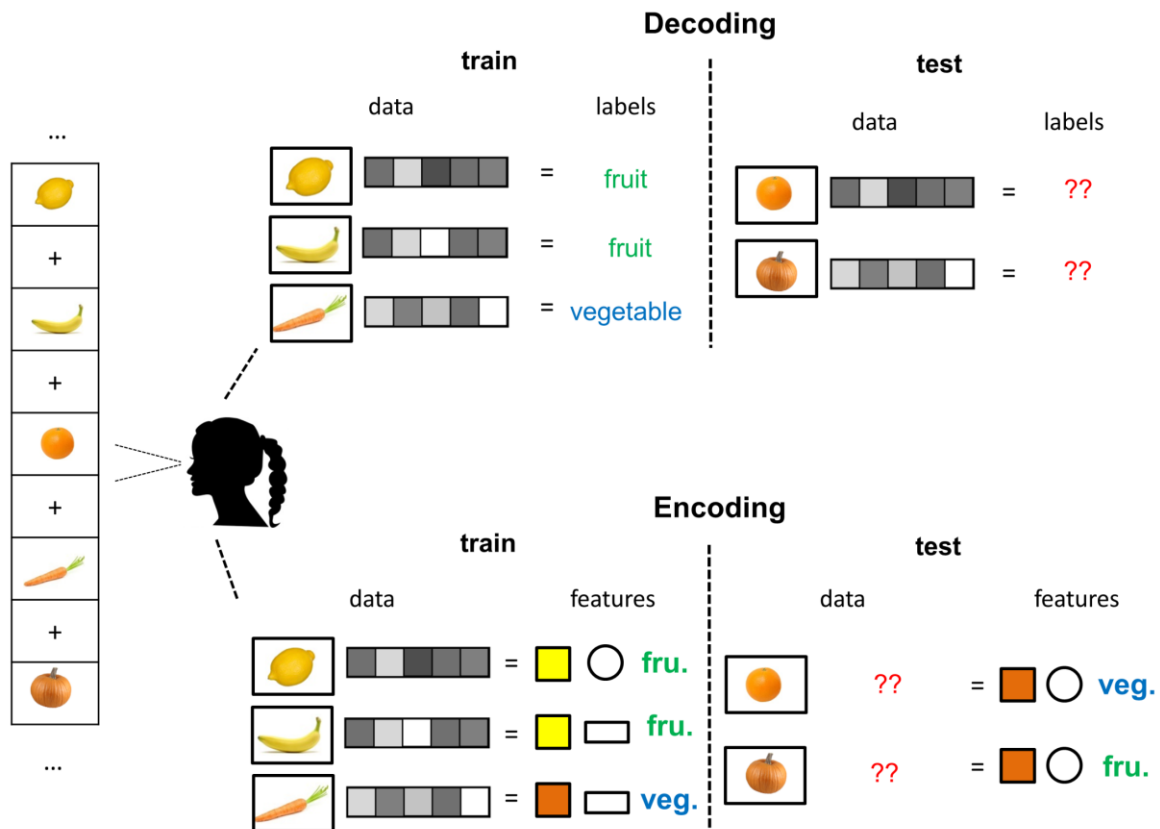 Decoding
train
test
data
labels
data
labels
...
+
+
+
+
= fruit
= fruit
= vegetable
= ??
= ??
Encoding
train
test
data
features
data
features
= fru.
= fru.
= veg.
?? = veg.
?? = fru.
...